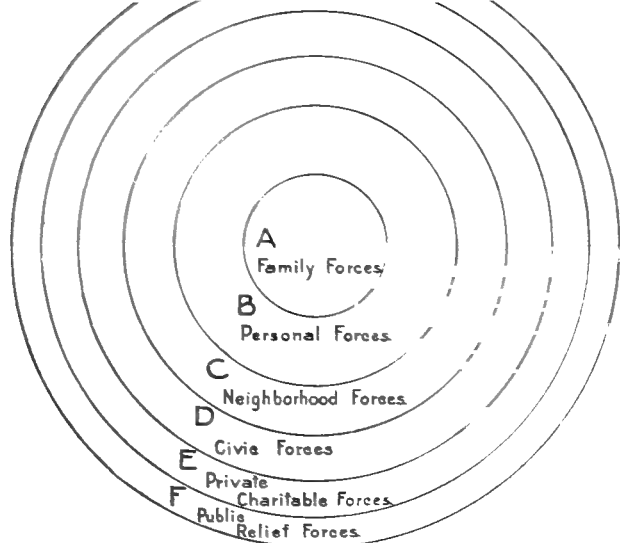 A
Family Forces
B
Personal Forces.
C
Neighborhood Forces.
D
Civic Forces
E
Private
Charitable Forces.
F
Public
Relief Forces.